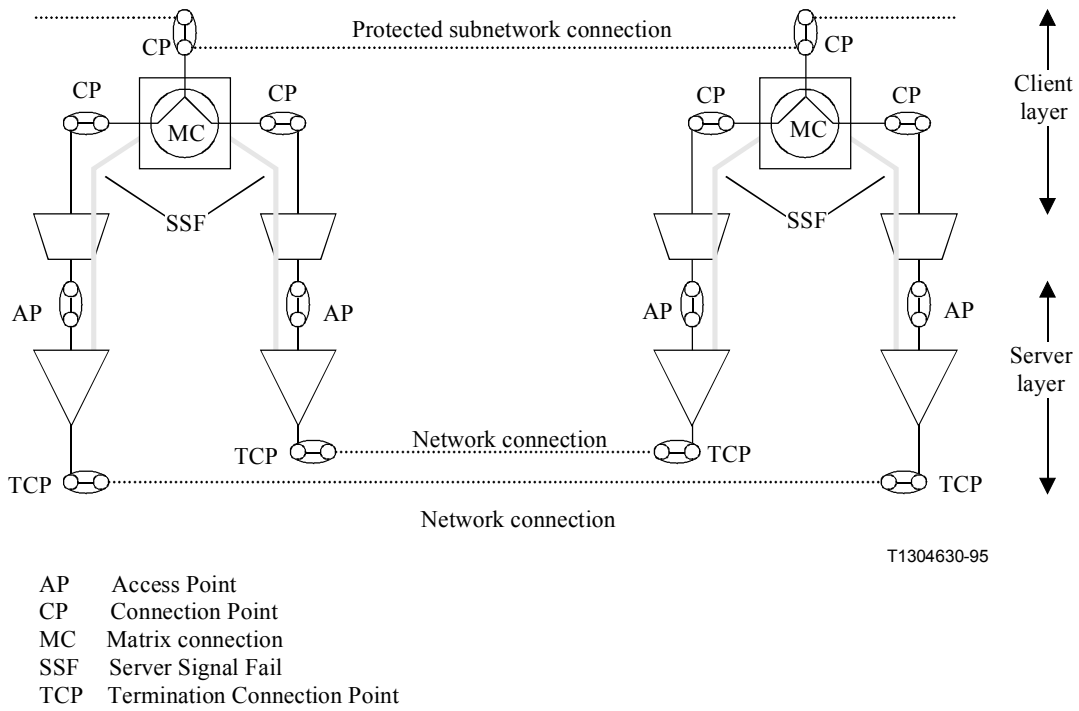 Protected subnetwork connection
CP
CP
CP
CP
CP
CP
MC
MC
Client
layer
SSF
SSF
AP
AP
AP
AP
Server
layer
Network connection
TCP
TCP
TCP
TCP
Network connection
T1304630-95
AP Access Point
CP Connection Point
MC Matrix connection
SSF Server Signal Fail
TCP Termination Connection Point